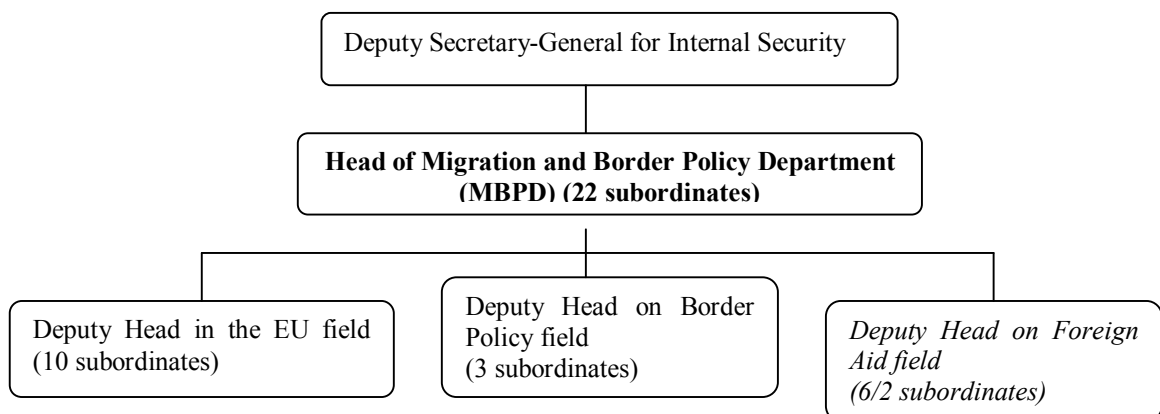 Deputy Secretary-General for Internal Security
Head of Migration and Border Policy Department
(MBPD) (22 subordinates)
Deputy Head in the EU field
(10 subordinates)
Deputy Head on Border
Policy field
(3 subordinates)
Deputy Head on Foreign
Aid field
(6/2 subordinates)